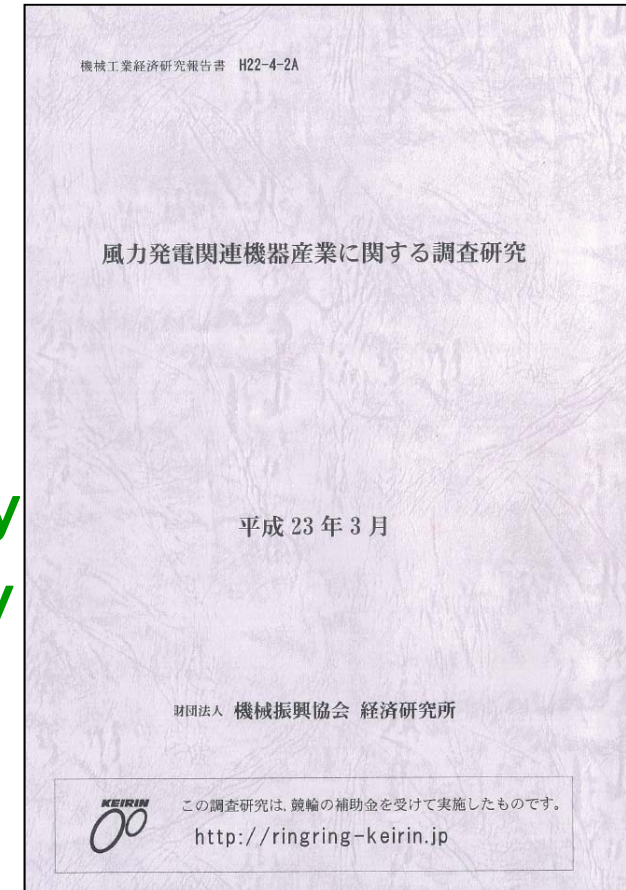 機械工業経済研究報告書 H22-4-2A
風力発電関連機器産業に関する調査研究
y
y
平成 23 年 3 月
財団法人 機械振興協会 経済研究所
KEIRIN
この調査研究は、競輪の補助金を受けて実施したものです。
http://ringring-keirin.jp